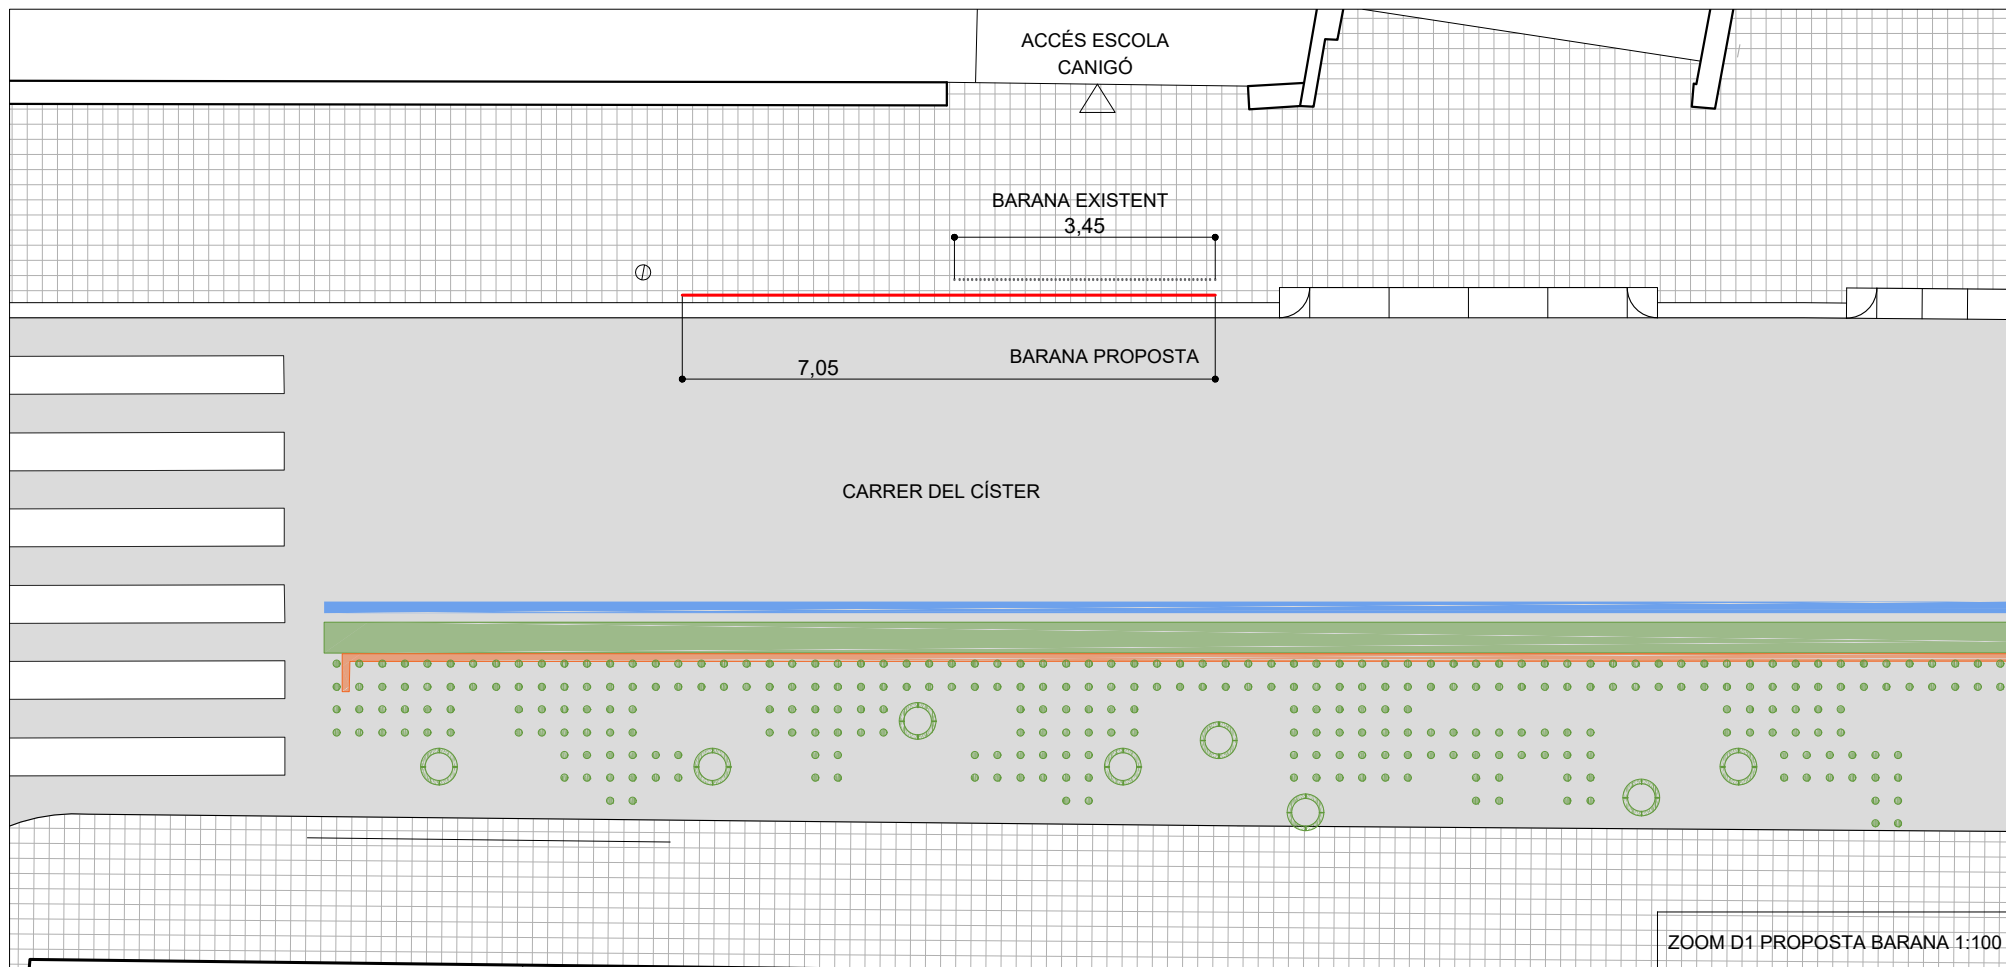 ACCÉS ESCOLA
CANIGÓ
BARANA EXISTENT
3,45
BARANA PROPOSTA
7,05
CARRER DEL CÍSTER
ZOOM D1 PROPOSTA BARANA 1:100